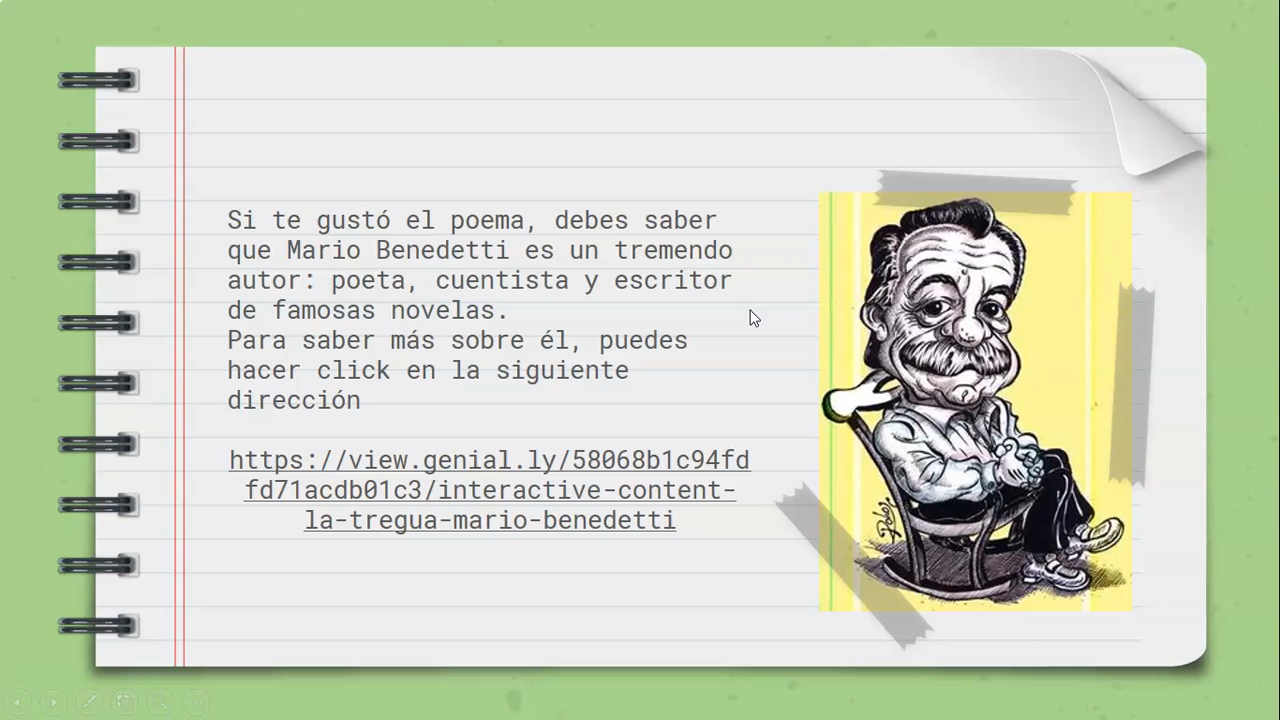 Si te gustó el poema, debes saber
que Mario Benedetti es un tremendo
autor: poeta, cuentista y escritor
de famosas novelas.
Para saber más sobre él, puedes
hacer click en la siguiente
dirección
https://view.genial.ly/58068b1c94fd
fd71acdb01c3/interactive-content-
la-tregua-mario-benedetti